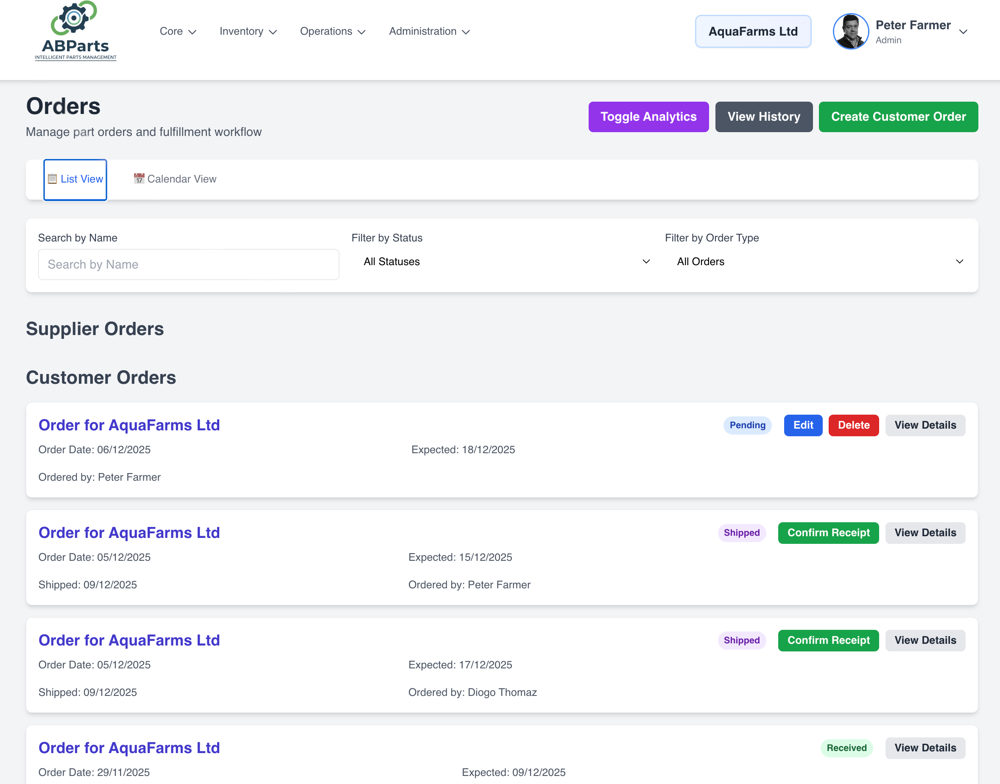 ABParts
INTELLIGENT PARTS MANAGEMENT
Core
Inventory
Operations
Administration
AquaFarms Ltd
Peter Farmer
Admin
Orders
Manage part orders and fulfillment workflow
Toggle Analytics
View History
Create Customer Order
List View
17 Calendar View
Search by Name
Search by Name
Filter by Status
All Statuses
Filter by Order Type
All Orders
Supplier Orders
Customer Orders
Order for AquaFarms Ltd
Pending
Edit
Delete
View Details
Order Date: 06/12/2025
Expected: 18/12/2025
Ordered by: Peter Farmer
Order for AquaFarms Ltd
Shipped
Confirm Receipt
View Details
Order Date: 05/12/2025
Expected: 15/12/2025
Shipped: 09/12/2025
Ordered by: Peter Farmer
Order for AquaFarms Ltd
Shipped
Confirm Receipt
View Details
Order Date: 05/12/2025
Expected: 17/12/2025
Shipped: 09/12/2025
Ordered by: Diogo Thomaz
Order for AquaFarms Ltd
Received
View Details
Order Date: 29/11/2025
Expected: 09/12/2025